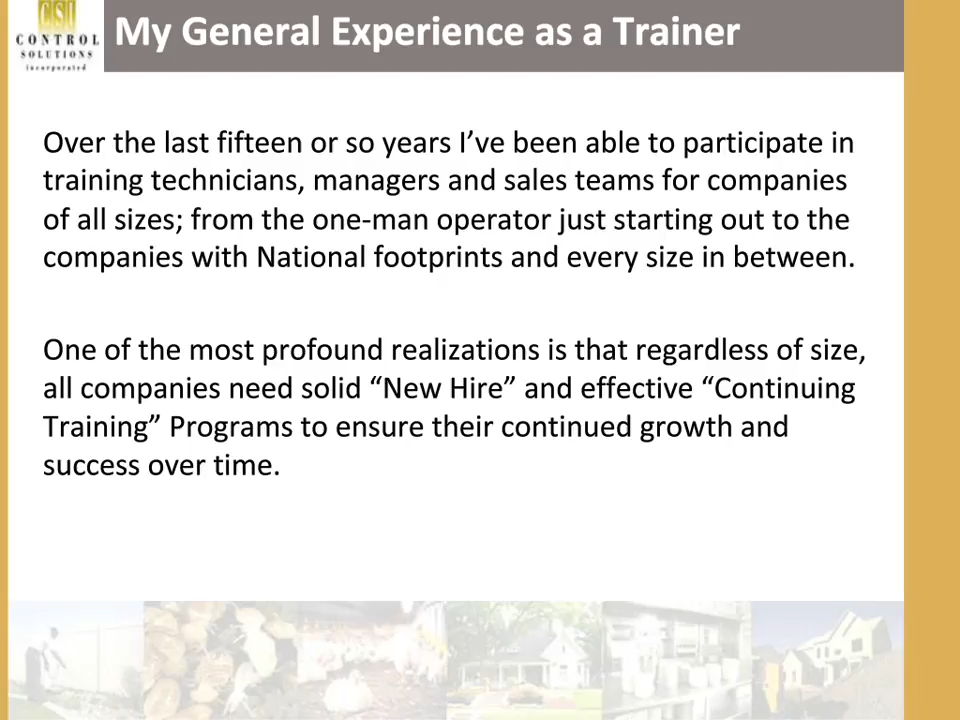 CSI
CONTROL
SOLUTIONS
incorporated
My General Experience as a Trainer
Over the last fifteen or so years I’ve been able to participate in
training technicians, managers and sales teams for companies
of all sizes; from the one-man operator just starting out to the
companies with National footprints and every size in between.
One of the most profound realizations is that regardless of size,
all companies need solid “New Hire” and effective “Continuing
Training” Programs to ensure their continued growth and
success over time.